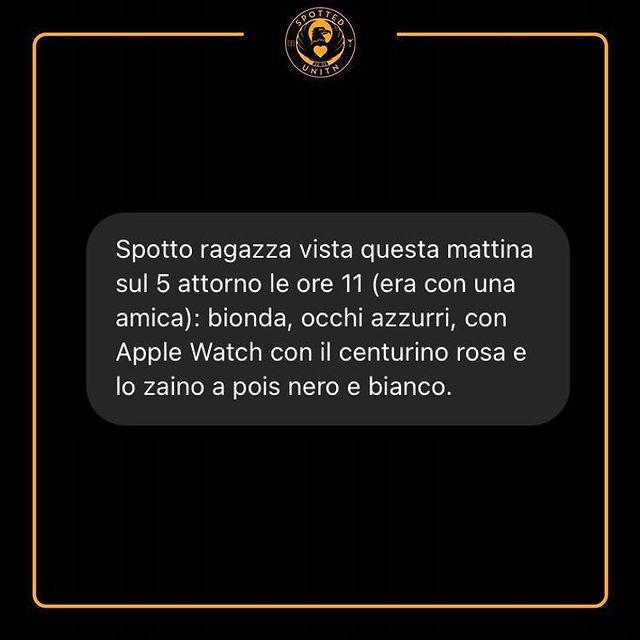 SPOTTED
UNITN
Spotto ragazza vista questa mattina
sul 5 attorno le ore 11 (era con una
amica): bionda, occhi azzurri, con
Apple Watch con il centurino rosa e
lo zaino a pois nero e bianco.